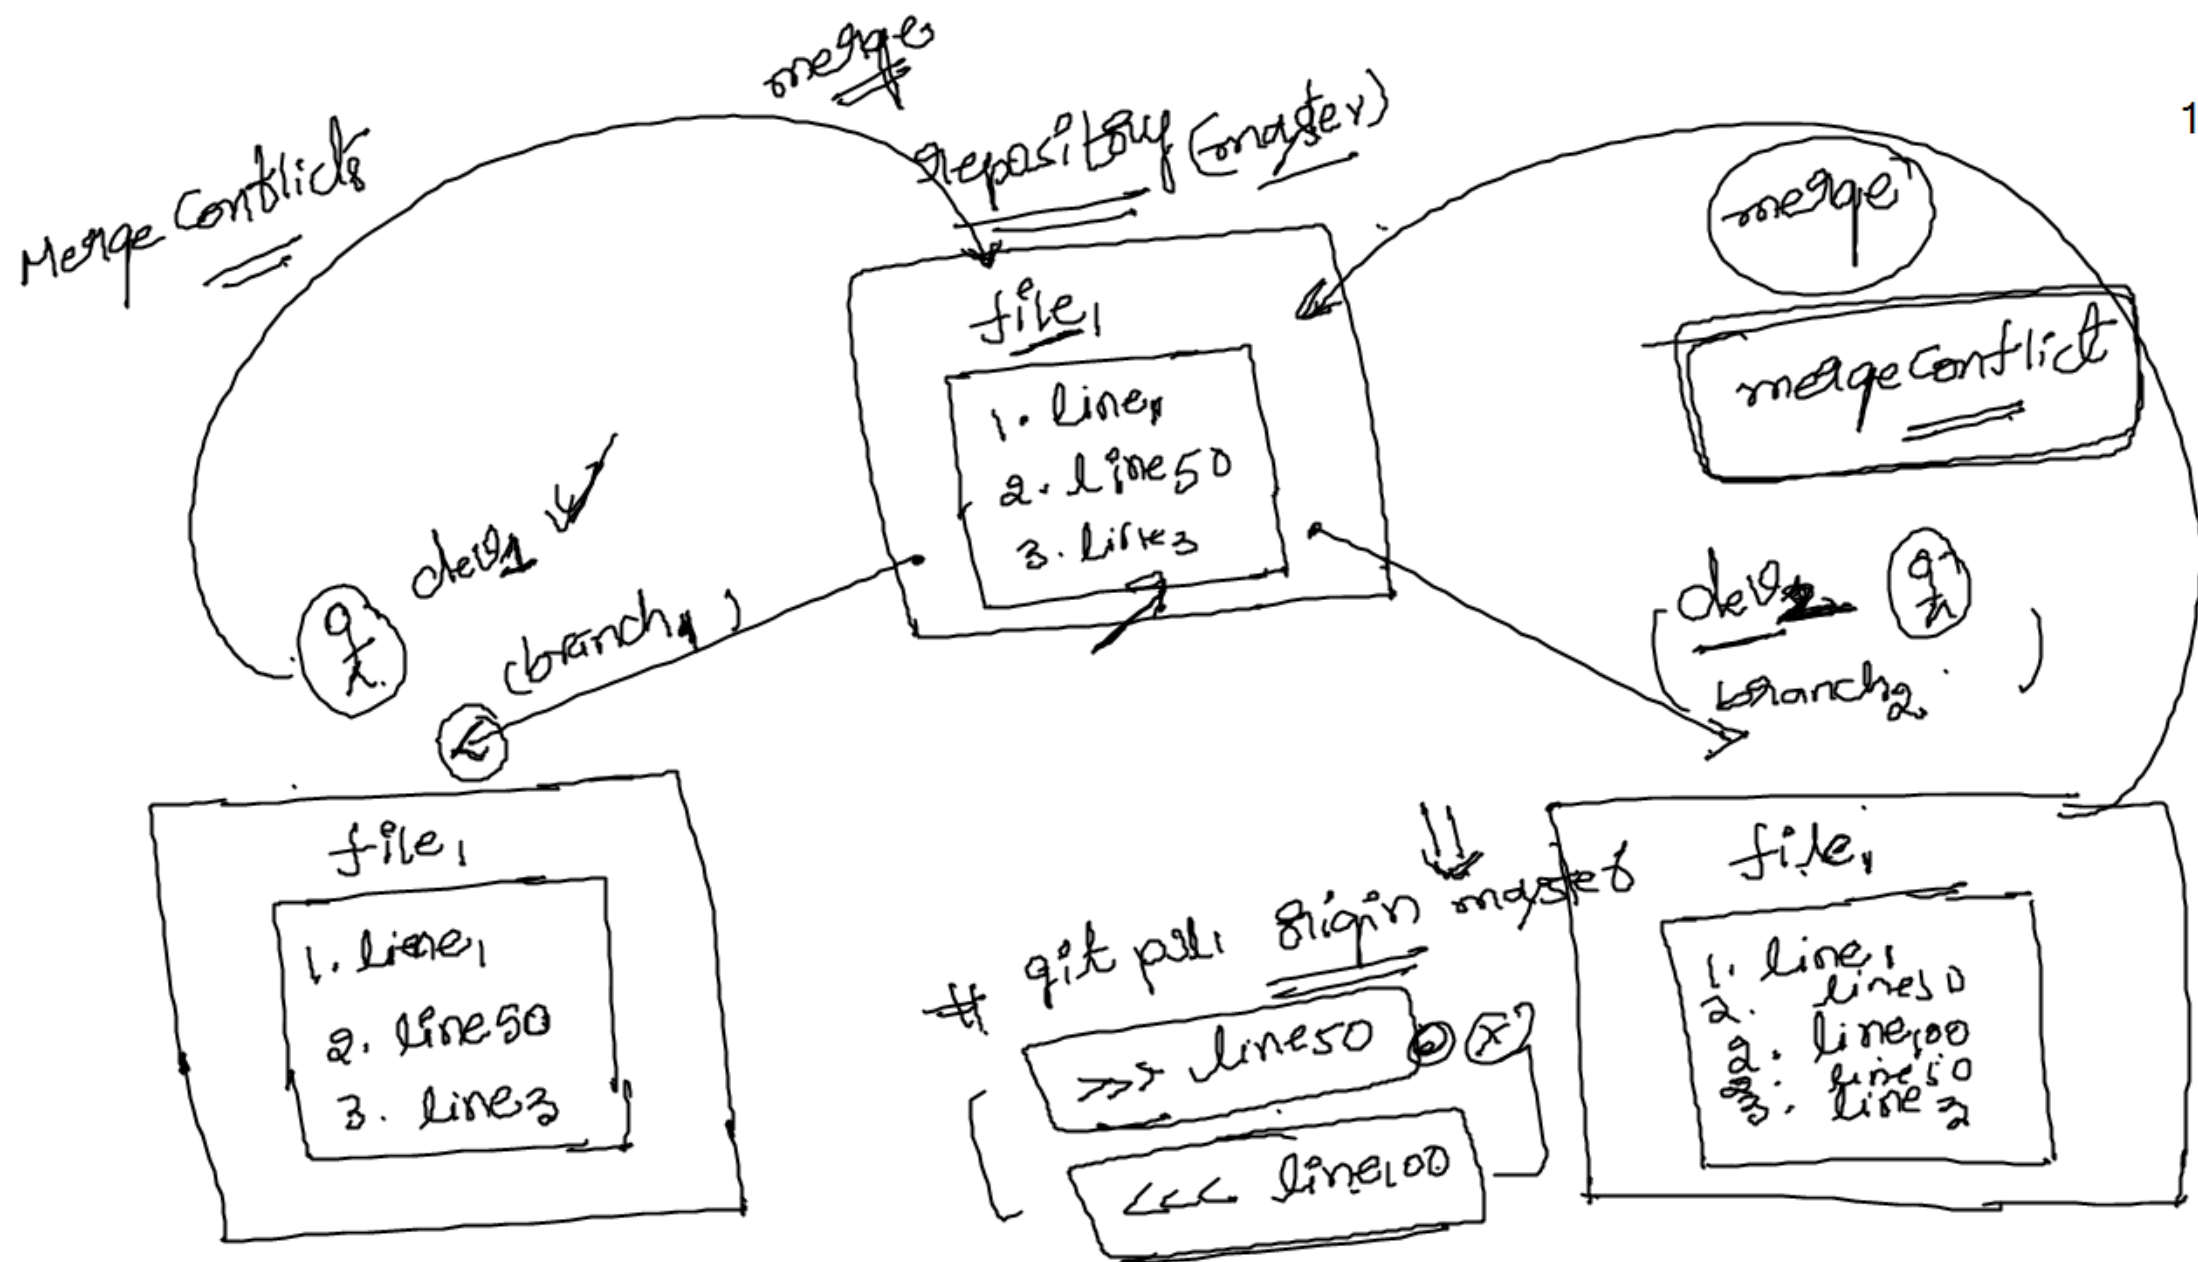 merge
1
Repository (master)
Merge Conflicts
merge
file1
merge conflict
1. line1
2. line50
3. line3
dev1
(branch1)
dev2
branch2
file1
1. line1
2. line50
3. line3
# git pull origin master
>>> line50
<<< line100
file1
1. line1
2. line50
2. line100
line50
3. line3